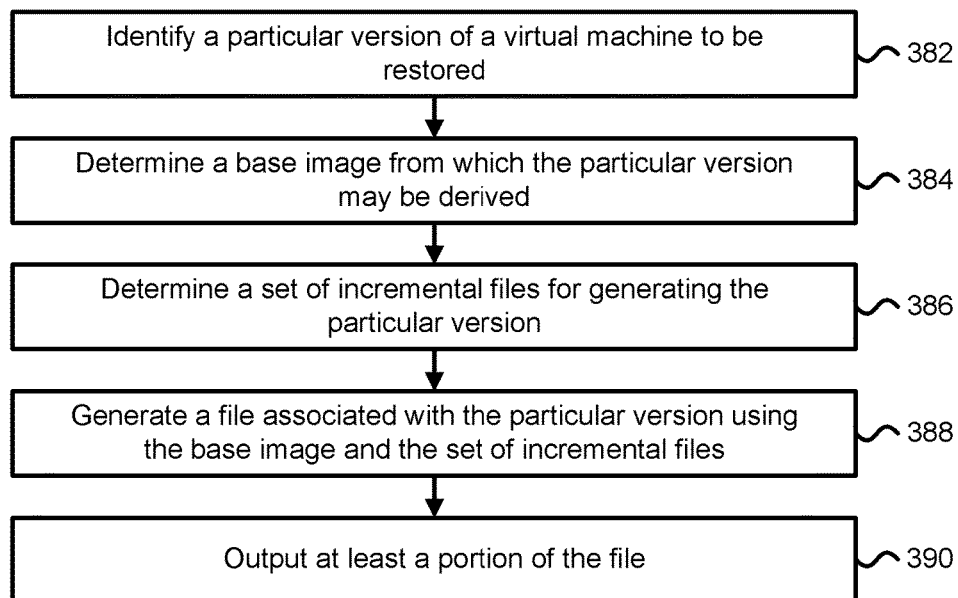 Identify a particular version of a virtual machine to be
restored
382
Determine a base image from which the particular version
may be derived
384
Determine a set of incremental files for generating the
particular version
386
Generate a file associated with the particular version using
the base image and the set of incremental files
388
Output at least a portion of the file
390